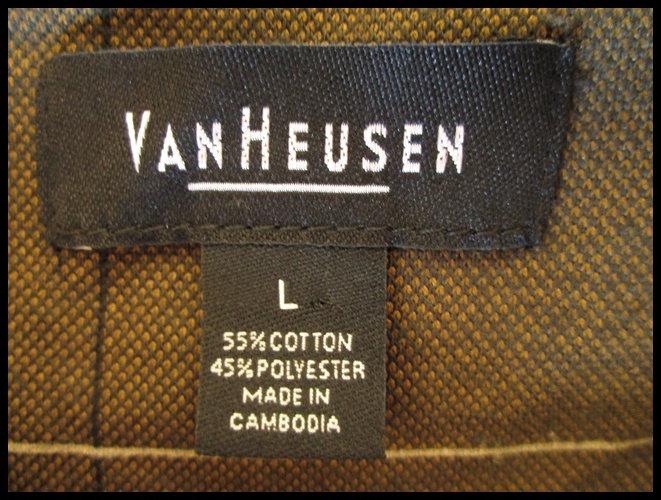 VANHEUSEN
L
55% COTTON
45% POLYESTER
MADE IN
CAMBODIA